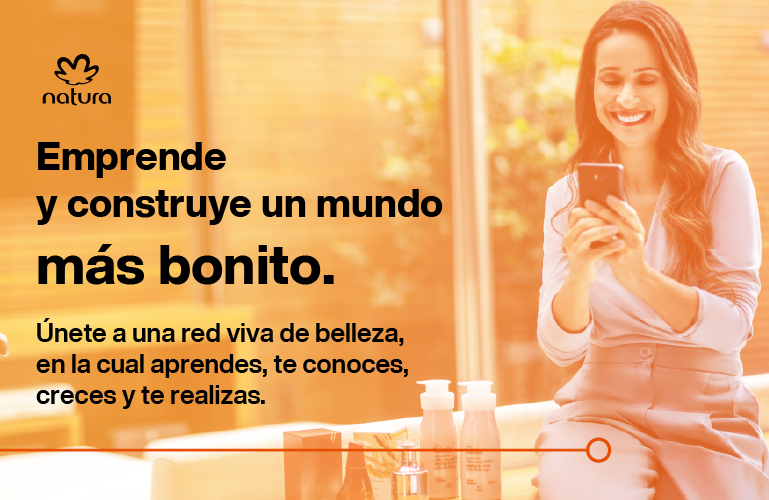 natura
Emprende
y construye un mundo
más bonito.
Únete a una red viva de belleza,
en la cual aprendes, te conoces,
creces y te realizas.